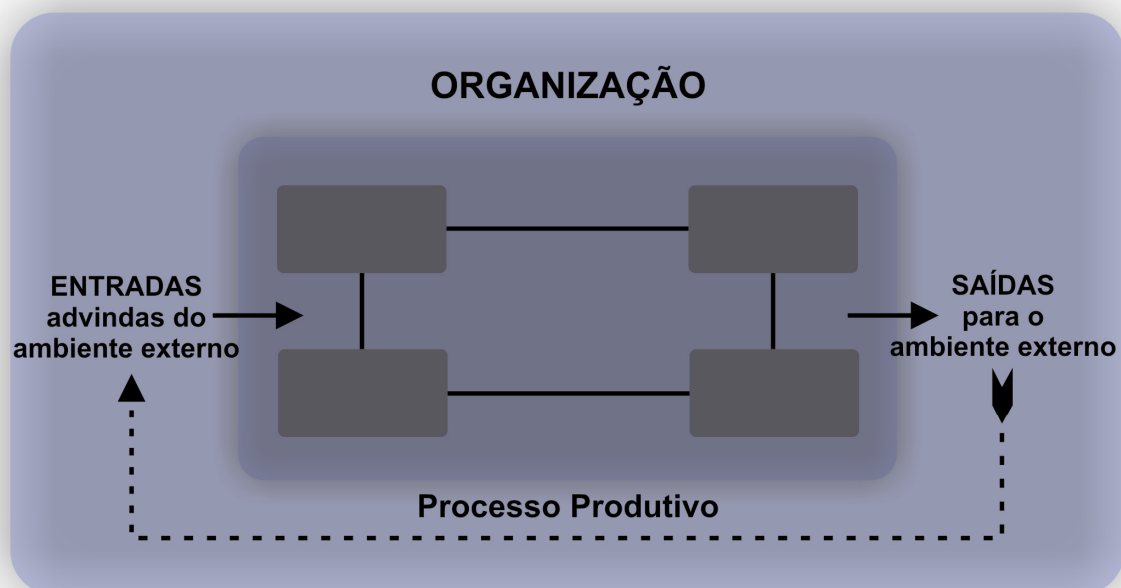 ORGANIZAÇÃO
ENTRADAS
advindas do
ambiente externo
SAÍDAS
para o
ambiente externo
Processo Produtivo